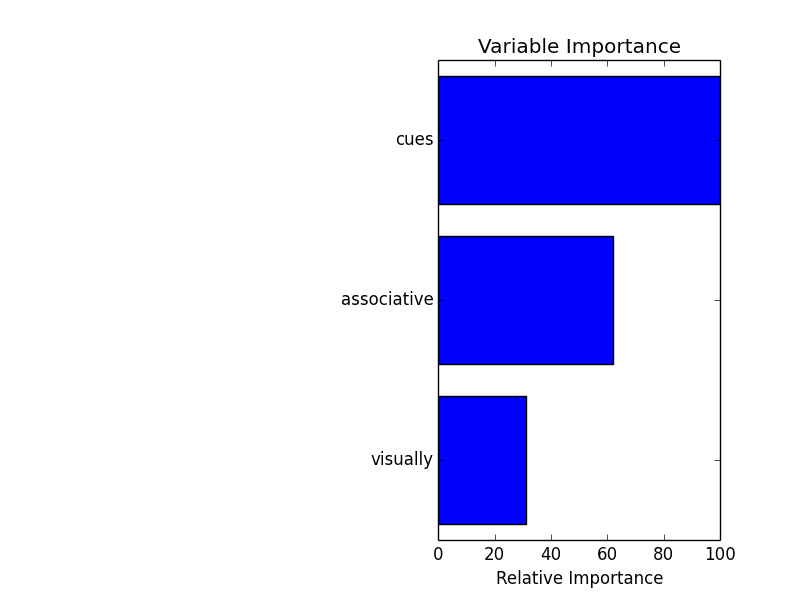 Variable Importance
cues
associative
visually
0 20 40 60 80 100
Relative Importance